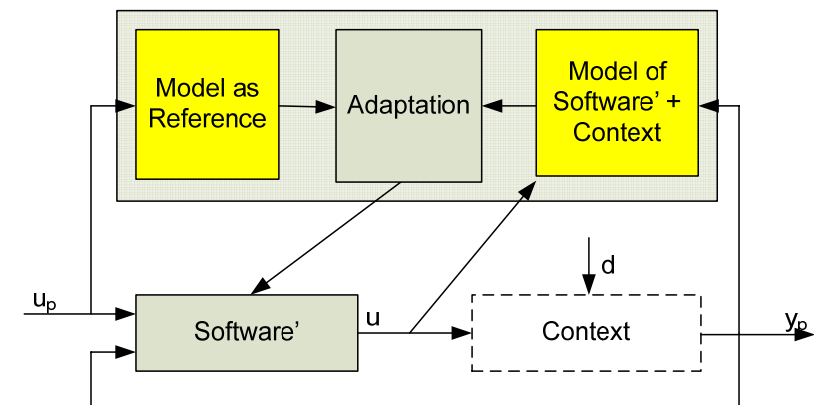 Model as
Reference
Adaptation
Model of
Software’ +
Context
d
uₚ
Software’
u
Context
yₚ